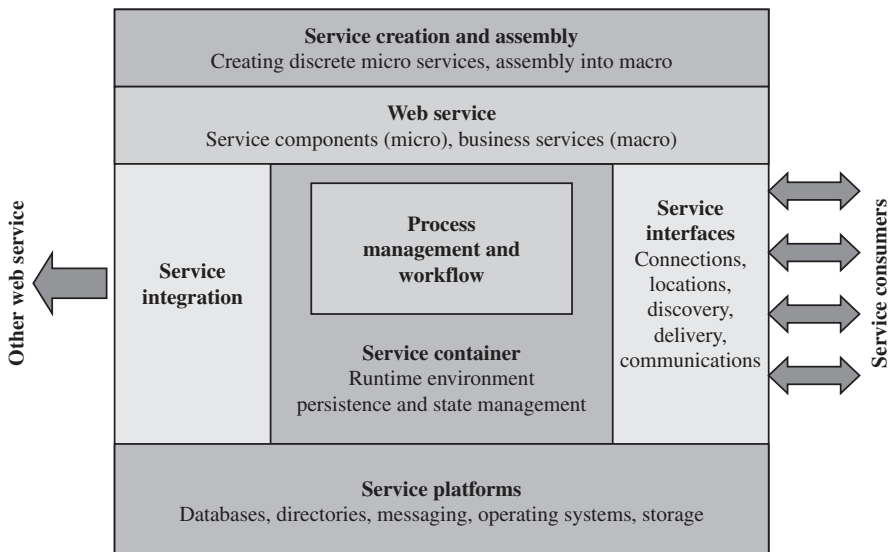 Service creation and assembly
Creating discrete micro services, assembly into macro
Web service
Service components (micro), business services (macro)
Other web service
Service
integration
Process
management and
workflow
Service container
Runtime environment
persistence and state management
Service
interfaces
Connections,
locations,
discovery,
delivery,
communications
Service consumers
Service platforms
Databases, directories, messaging, operating systems, storage